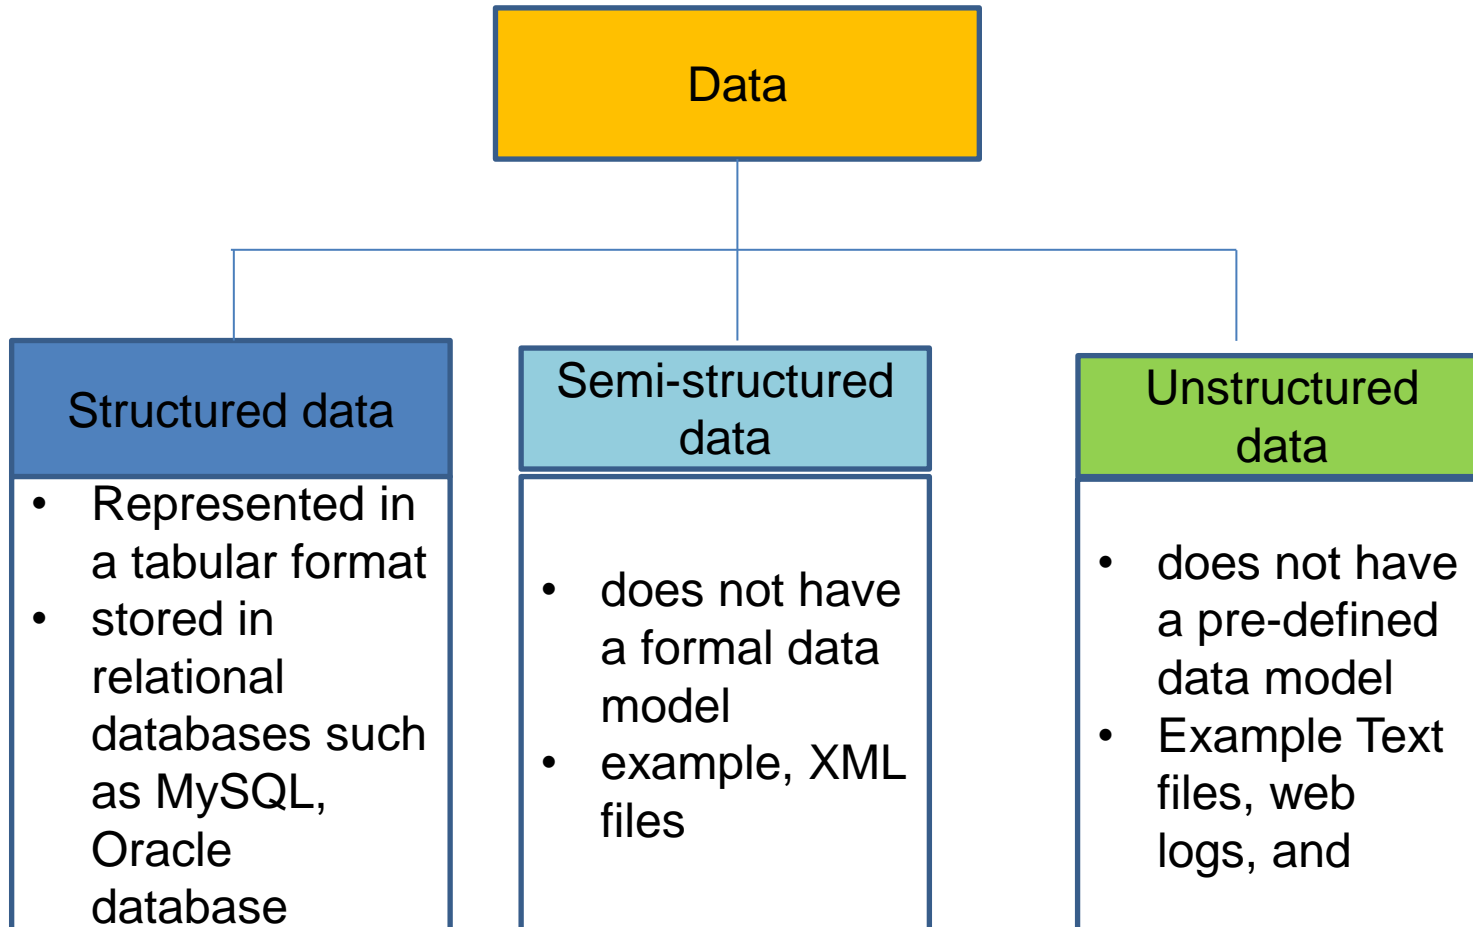 Data
Structured data
• Represented in
a tabular format
• stored in
relational
databases such
as MySQL,
Oracle
database
Semi-structured
data
• does not have
a formal data
model
• example, XML
files
Unstructured
data
• does not have
a pre-defined
data model
• Example Text
files, web
logs, and